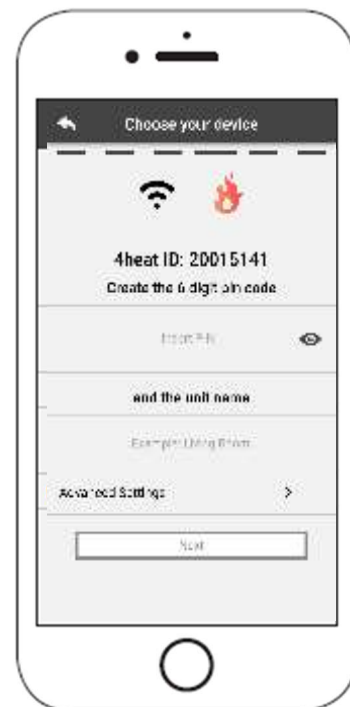 Choose your device
4heat ID: 20015141
Create the 6 digit pin code
Insert PIN
and the unit name
Example: Living Room
Advanced Settings
Next